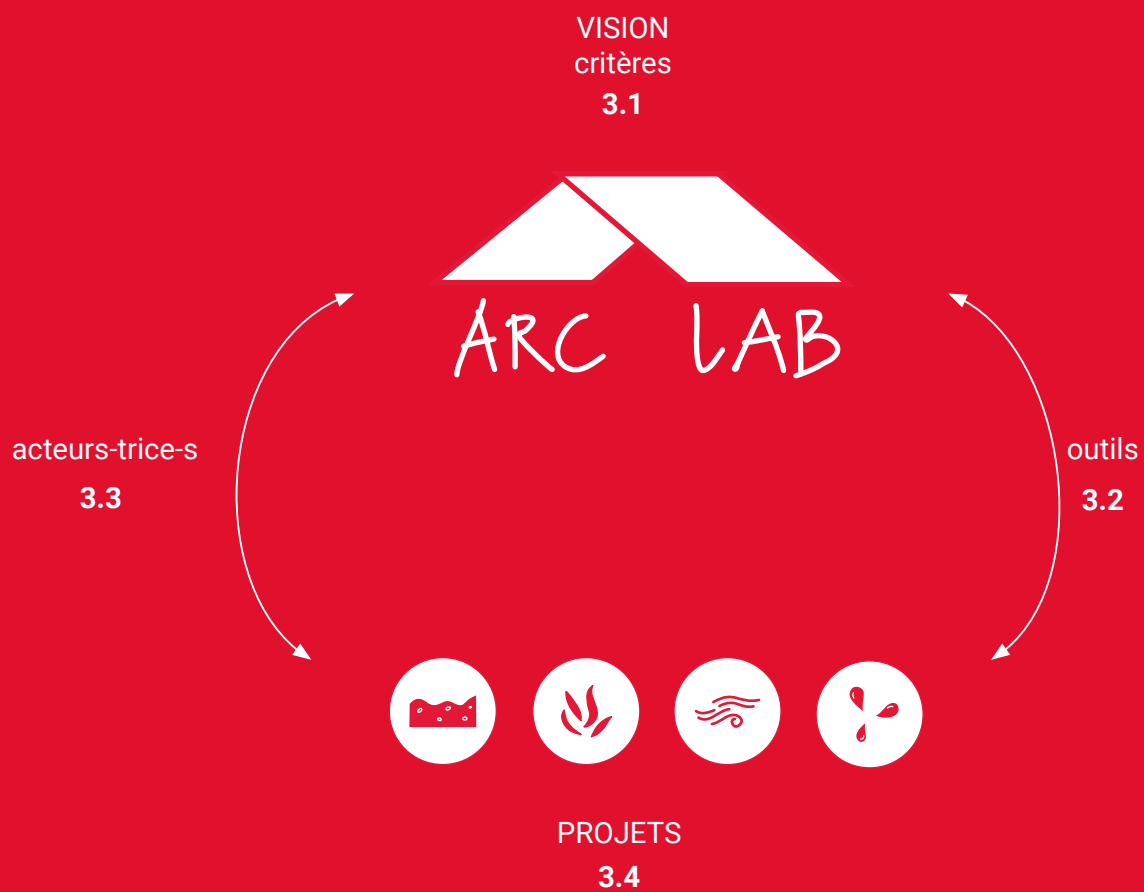 VISION
critères
3.1
ARC LAB
acteurs-trice-s
3.3
outils
3.2
PROJETS
3.4